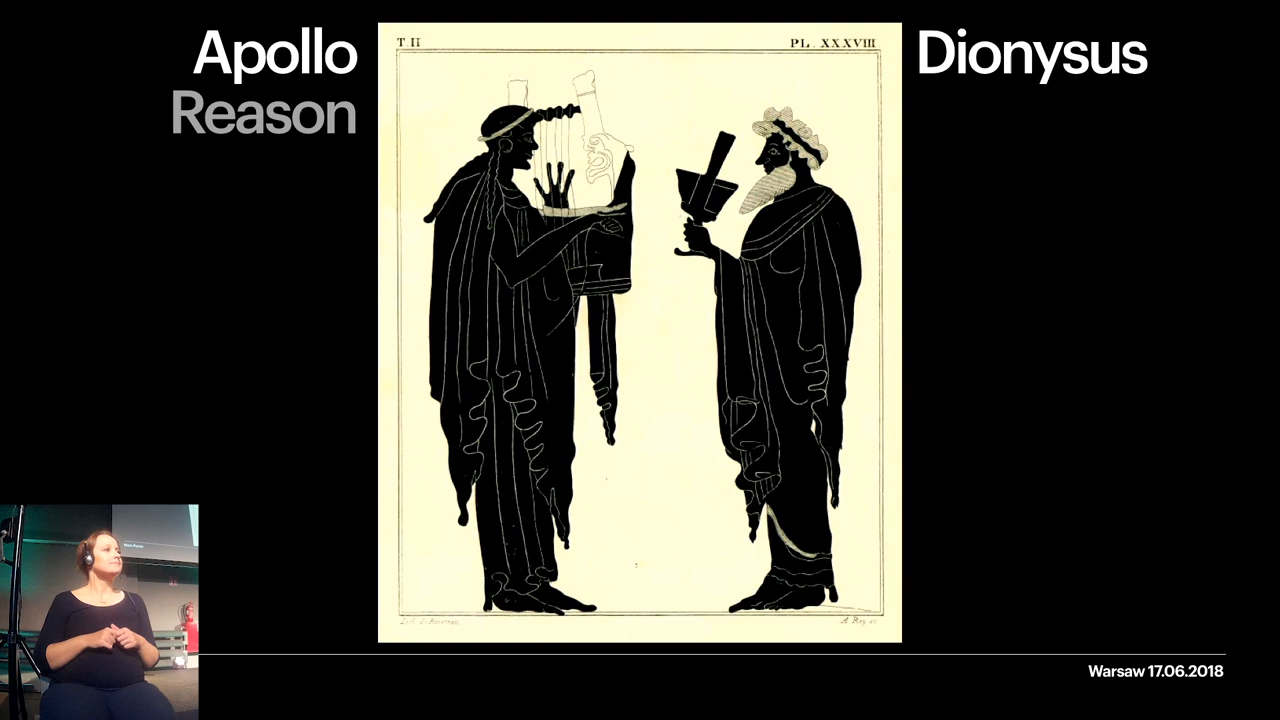 Apollo
Reason
Dionysus
T. II
PL. XXXVIII
Warsaw 17.06.2018